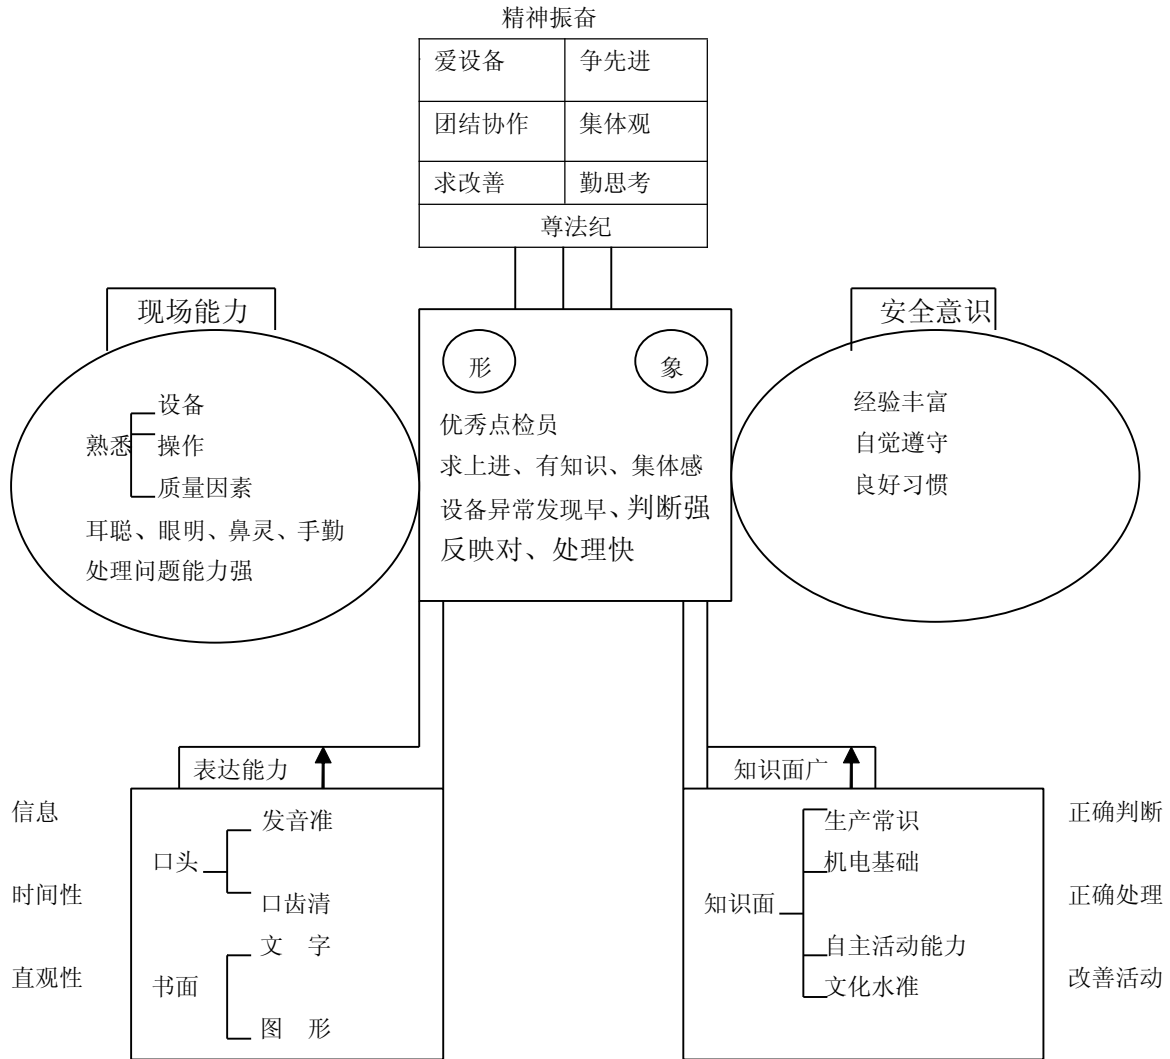 精神振奋
爱设备 争先进
团结协作 集体观
求改善 勤思考
尊法纪
现场能力
熟悉
设备
操作
质量因素
耳聪、眼明、鼻灵、手勤
处理问题能力强
形 象
优秀点检员
求上进、有知识、集体感
设备异常发现早、判断强
反映对、处理快
安全意识
经验丰富
自觉遵守
良好习惯
表达能力
信息
时间性
直观性
口头
发音准
口齿清
书面
文 字
图 形
知识面广
知识面
生产常识
机电基础
自主活动能力
文化水准
正确判断
正确处理
改善活动